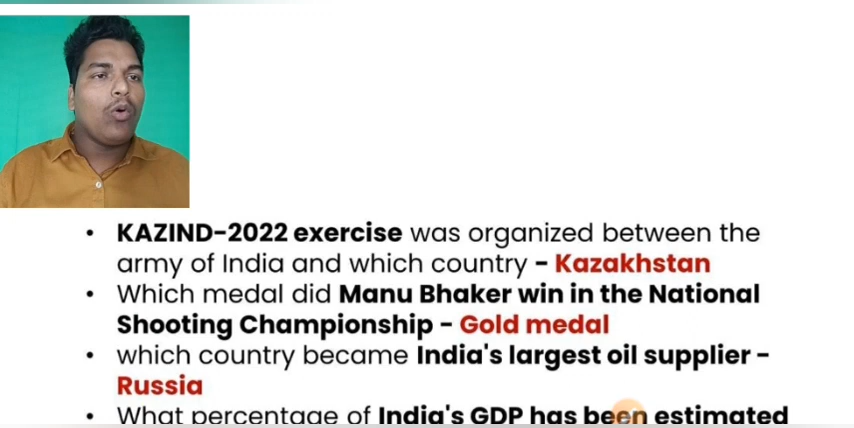 • KAZIND-2022 exercise was organized between the
army of India and which country - Kazakhstan
• Which medal did Manu Bhaker win in the National
Shooting Championship - Gold medal
• which country became India's largest oil supplier -
Russia
• What percentage of India's GDP has been estimated